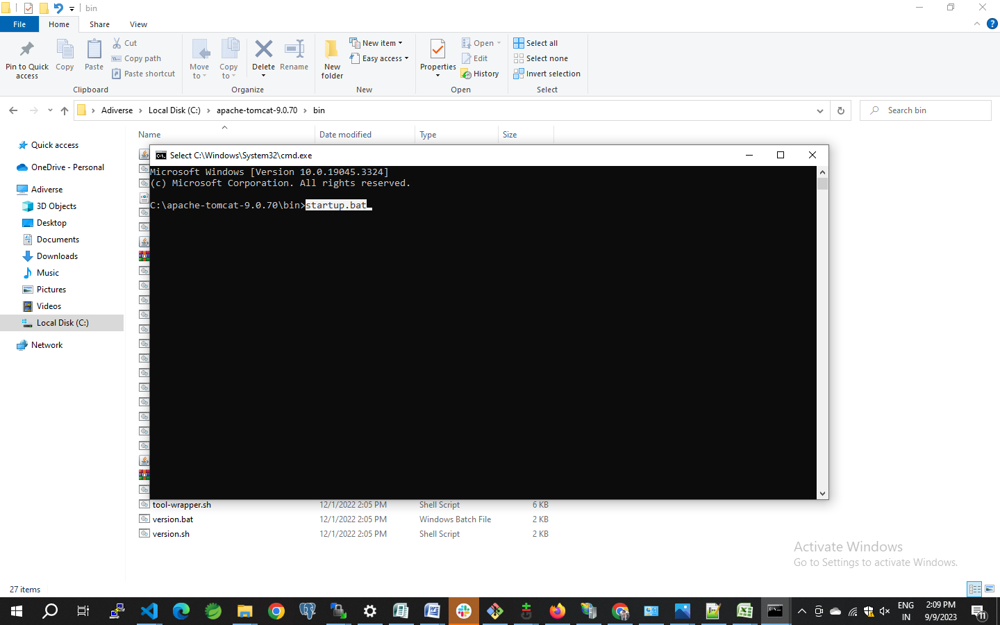 bin
File
Home
Share
View
Pin to Quick
access
Copy
Paste
Cut
Copy path
Paste shortcut
Clipboard
Move
to
Copy
to
Delete
Rename
Organize
New
folder
New item
Easy access
New
Properties
Open
Edit
History
Open
Select all
Select none
Invert selection
Select
Adiverse
Local Disk (C:)
apache-tomcat-9.0.70
bin
Search bin
Quick access
OneDrive - Personal
Adiverse
3D Objects
Desktop
Documents
Downloads
Music
Pictures
Videos
Local Disk (C:)
Network
Name
Date modified
Type
Size
Select C:\Windows\System32\cmd.exe
Microsoft Windows [Version 10.0.19045.3324]
(c) Microsoft Corporation. All rights reserved.
C:\apache-tomcat-9.0.70\bin>startup.bat
tool-wrapper.sh 12/1/2022 2:05 PM Shell Script 6 KB
version.bat 12/1/2022 2:05 PM Windows Batch File 2 KB
version.sh 12/1/2022 2:05 PM Shell Script 2 KB
Activate Windows
Go to Settings to activate Windows.
27 items
ENG
IN
2:09 PM
9/9/2023
11